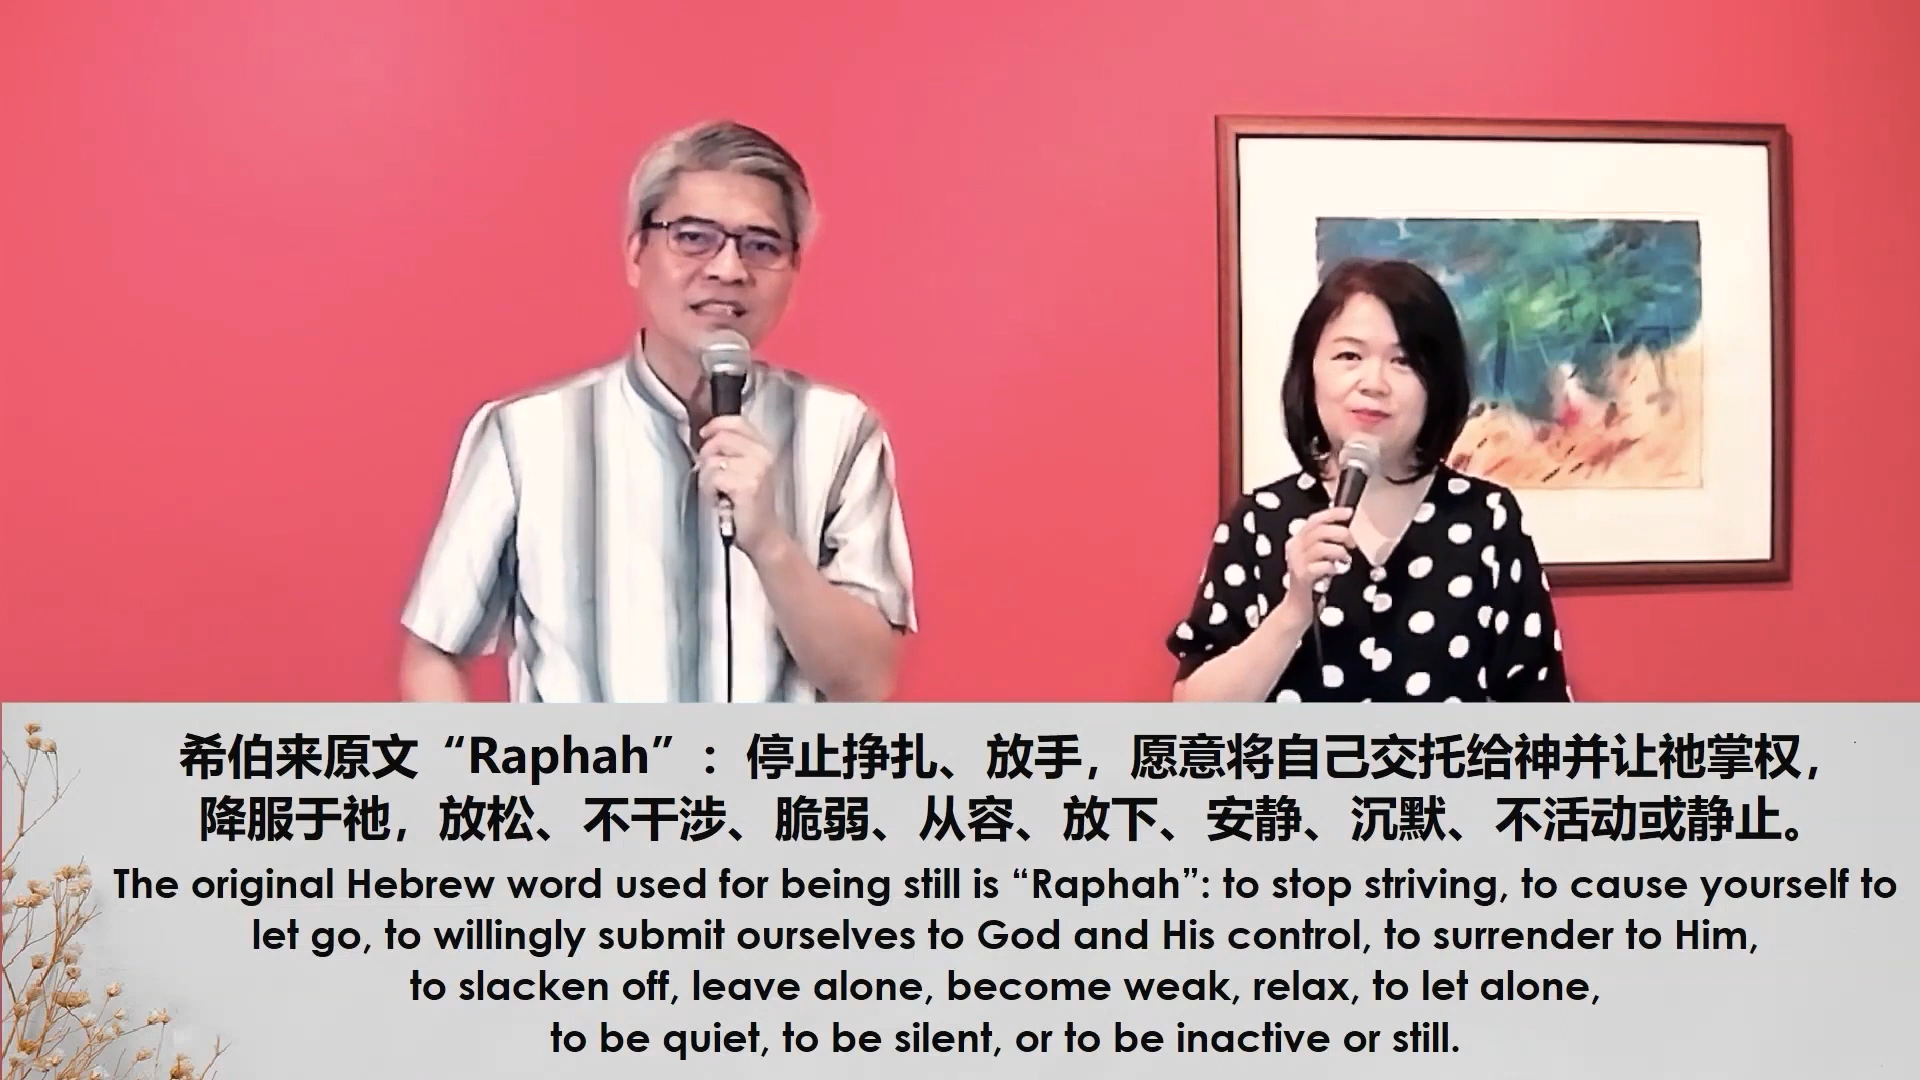 希伯来原文“Raphah”：停止挣扎、放手，愿意将自己交托给神并让祂掌权，
降服于祂，放松、不干涉、脆弱、从容、放下、安静、沉默、不活动或静止。
The original Hebrew word used for being still is “Raphah”: to stop striving, to cause yourself to
let go, to willingly submit ourselves to God and His control, to surrender to Him,
to slacken off, leave alone, become weak, relax, to let alone,
to be quiet, to be silent, or to be inactive or still.